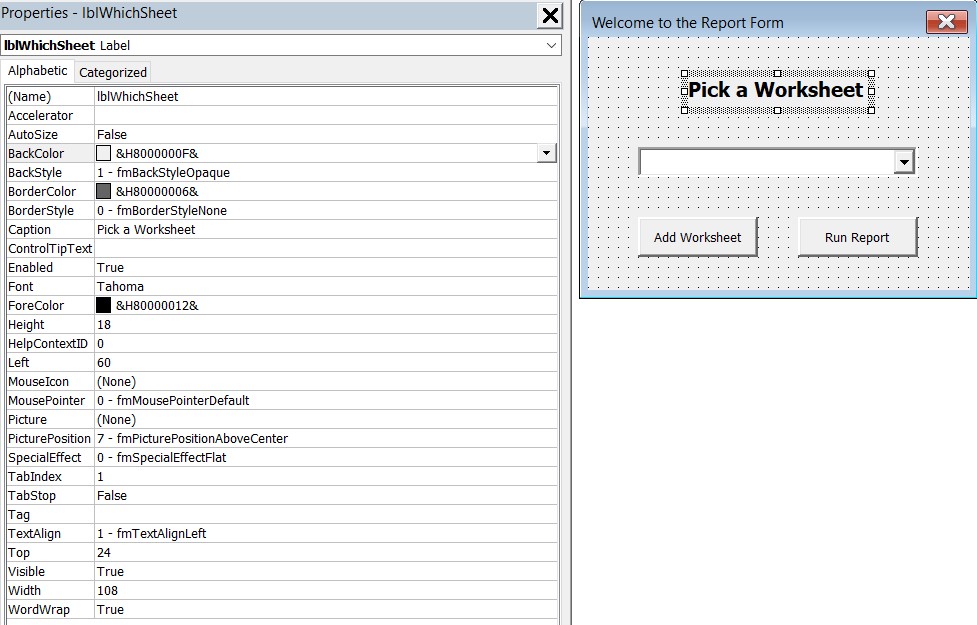 Properties - lblWhichSheet
lblWhichSheet Label
Alphabetic Categorized
(Name) lblWhichSheet
Accelerator
AutoSize False
BackColor &H8000000F&
BackStyle 1 - fmBackStyleOpaque
BorderColor &H80000006&
BorderStyle 0 - fmBorderStyleNone
Caption Pick a Worksheet
ControlTipText
Enabled True
Font Tahoma
ForeColor &H80000012&
Height 18
HelpContextID 0
Left 60
MouseIcon (None)
MousePointer 0 - fmMousePointerDefault
Picture (None)
PicturePosition 7 - fmPicturePositionAboveCenter
SpecialEffect 0 - fmSpecialEffectFlat
TabIndex 1
TabStop False
Tag
TextAlign 1 - fmTextAlignLeft
Top 24
Visible True
Width 108
WordWrap True
Welcome to the Report Form
Pick a Worksheet
Add Worksheet Run Report